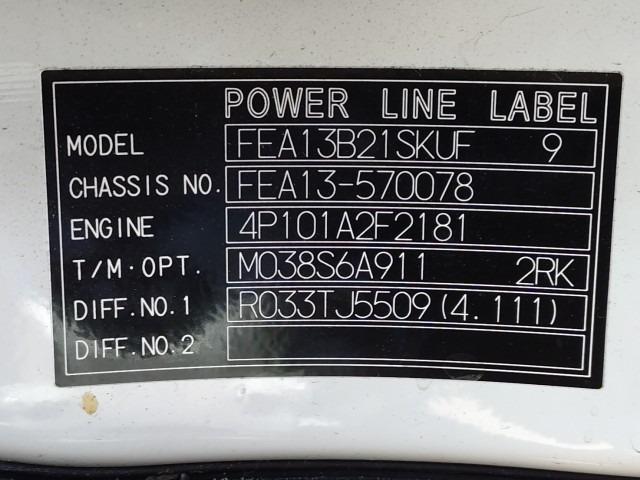 POWER LINE LABEL
MODEL FEA13B21SKUF 9
CHASSIS NO. FEA13-570078
ENGINE 4P101A2F2181
T/M·OPT. M038S6A911 2RK
DIFF.NO.1 R033TJ5509(4.111)
DIFF.NO.2